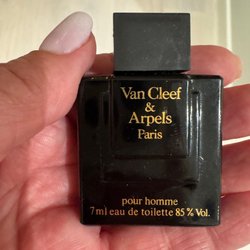 Van Cleef
&
Arpels
Paris
pour homme
7ml eau de toilette 85% Vol.